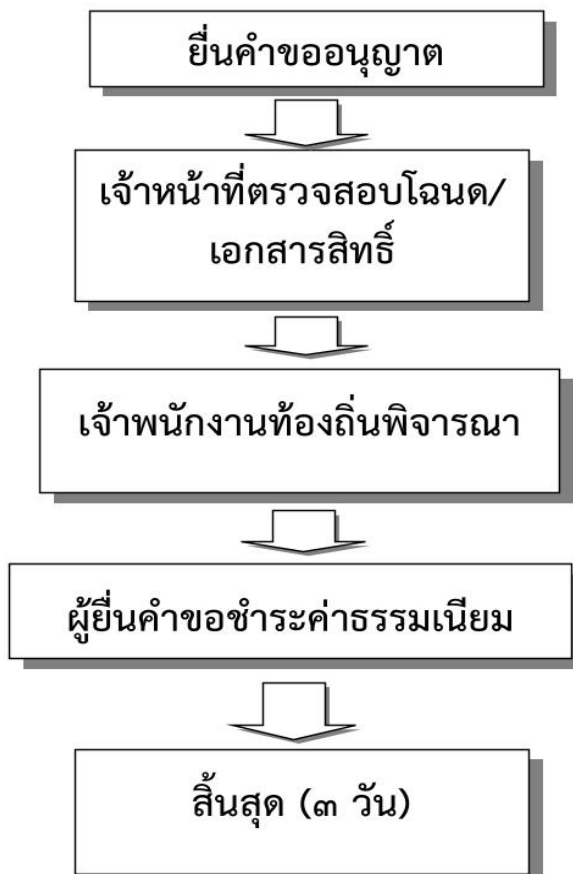 ยื่นคำขออนุญาต
เจ้าหน้าที่ตรวจสอบโฉนด/
เอกสารสิทธิ์
เจ้าพนักงานท้องถิ่นพิจารณา
ผู้ยื่นคำขอชำระค่าธรรมเนียม
สิ้นสุด (๓ วัน)